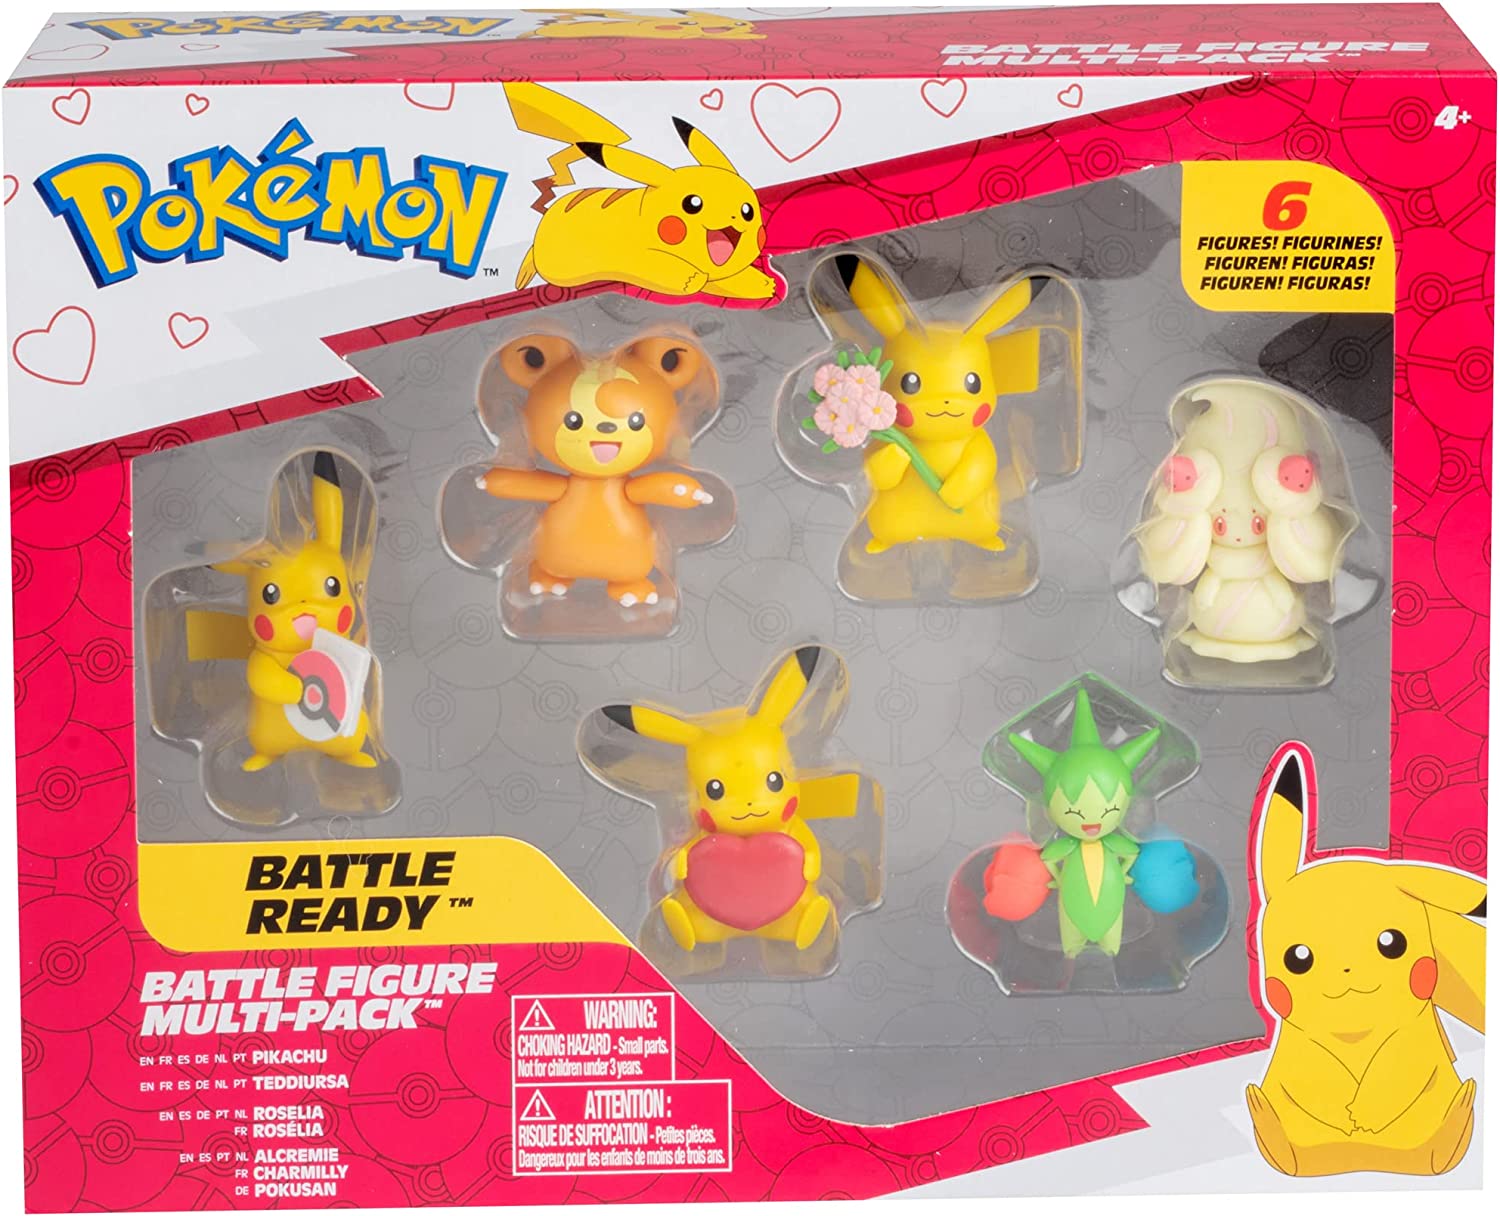 POKÉMON
BATTLE FIGURE
MULTI-PACK™
4+
POKÉMON™
6
FIGURES! FIGURINES!
FIGUREN! FIGURAS!
FIGUREN! FIGURAS!
BATTLE
READY™
BATTLE FIGURE
MULTI-PACK™
EN FR ES DE NL PT PIKACHU
EN FR ES DE NL PT TEDDIURSA
EN ES DE PT NL ROSELIA
FR ROSÉLIA
EN ES PT NL ALCREMIE
FR CHARMILLY
DE POKUSAN
WARNING:
CHOKING HAZARD - Small parts.
Not for children under 3 years.
ATTENTION :
RISQUE DE SUFFOCATION - Petites pièces.
Dangereux pour les enfants de moins de trois ans.